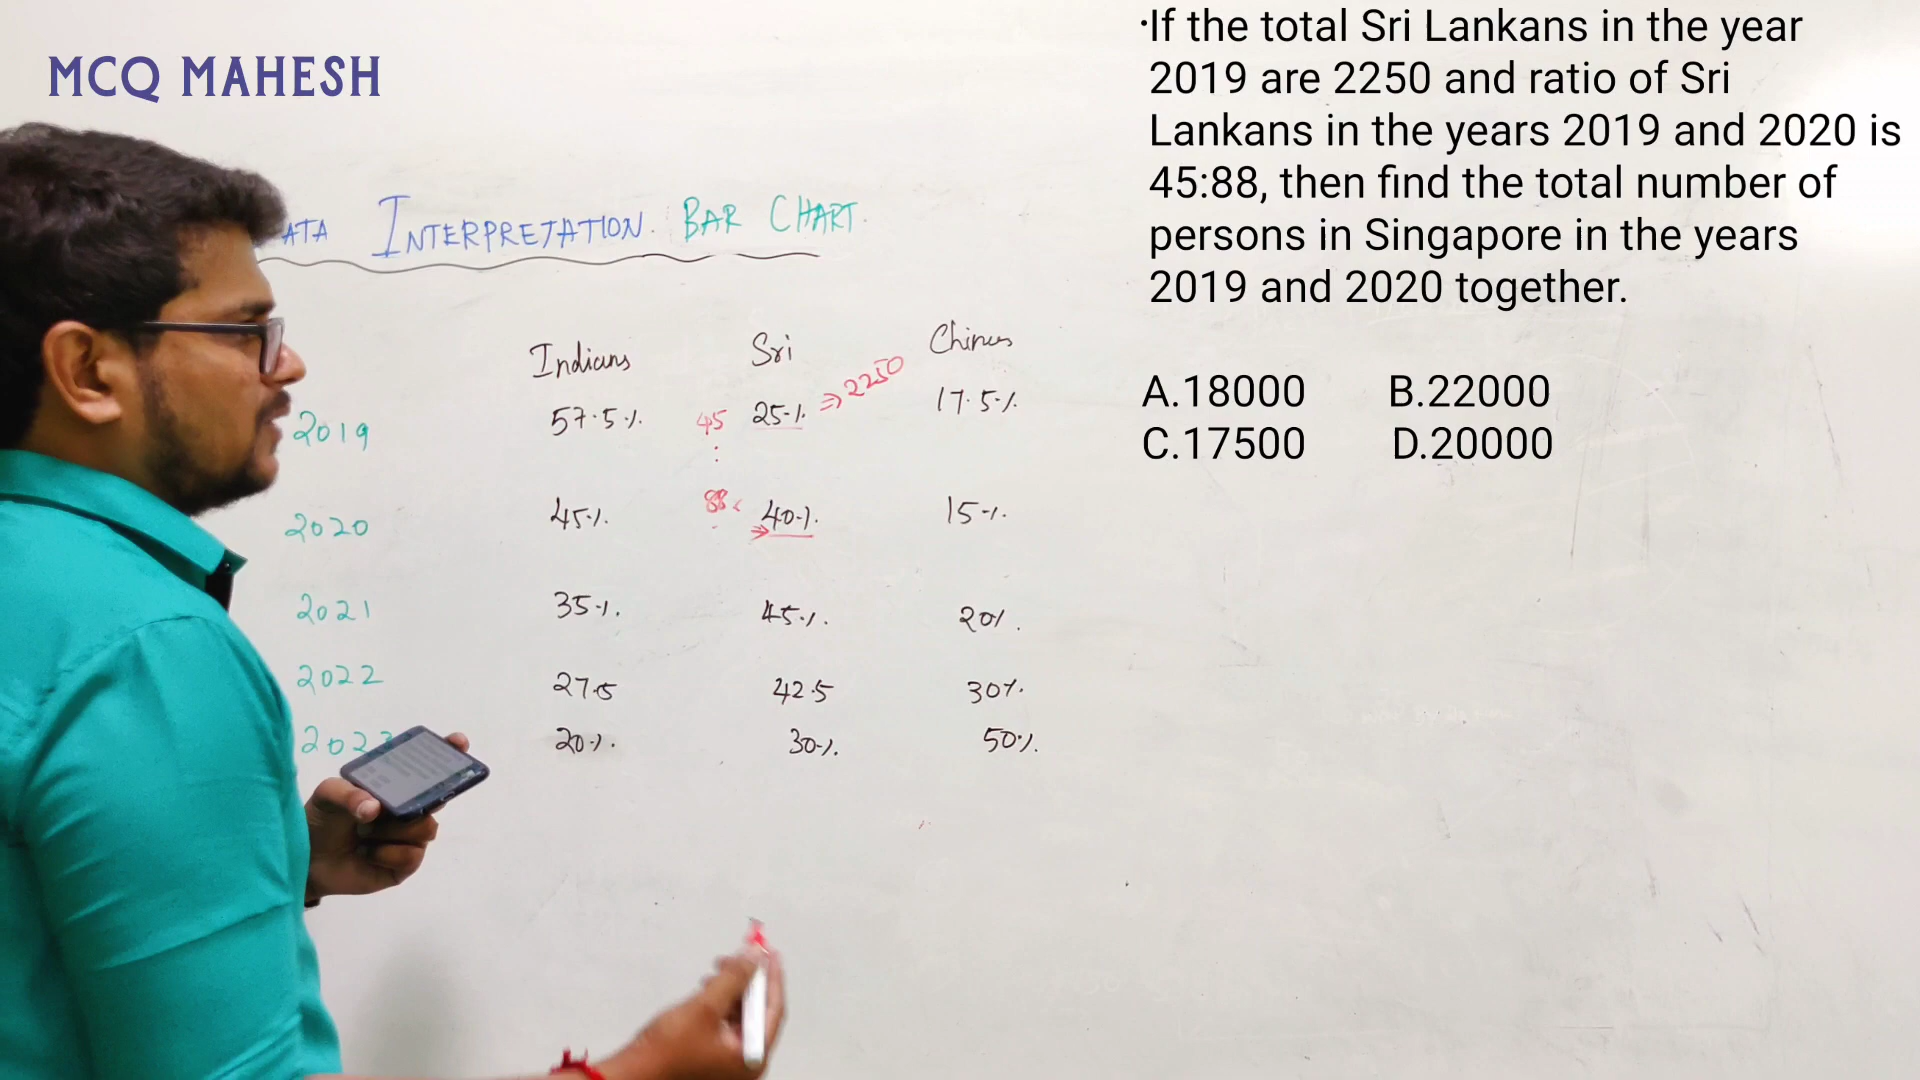 MCQ MAHESH
·If the total Sri Lankans in the year
2019 are 2250 and ratio of Sri
Lankans in the years 2019 and 2020 is
45:88, then find the total number of
persons in Singapore in the years
2019 and 2020 together.
A.18000 B.22000
C.17500 D.20000
ATA INTERPRETATION. BAR CHART.
Indians Sri Chines
2019 57.5% 45 25% ⇒ 2250 17.5%
:
2020 45% 88 ⇒ 40% 15%
2021 35% 45% 20%
2022 27.5 42.5 30%
2023 20% 30% 50%